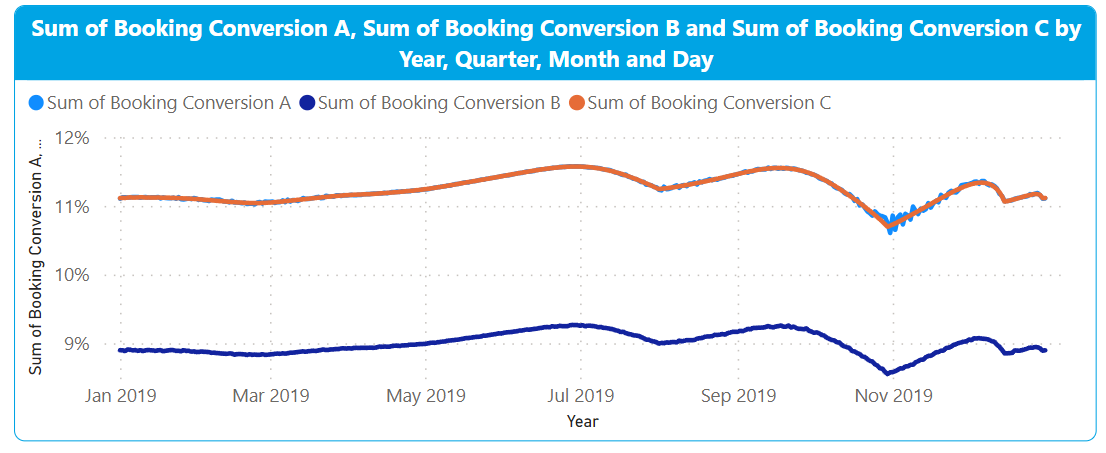 Sum of Booking Conversion A, Sum of Booking Conversion B and Sum of Booking Conversion C by
Year, Quarter, Month and Day
Sum of Booking Conversion A Sum of Booking Conversion B Sum of Booking Conversion C
Sum of Booking Conversion A, ...
12%
11%
10%
9%
Jan 2019 Mar 2019 May 2019 Jul 2019 Sep 2019 Nov 2019
Year